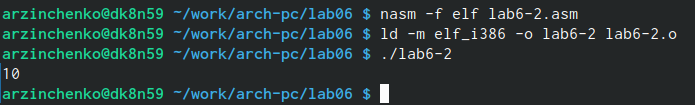 arzinchenko@dk8n59 ~/work/arch-pc/lab06 $ nasm -f elf lab6-2.asm
arzinchenko@dk8n59 ~/work/arch-pc/lab06 $ ld -m elf_i386 -o lab6-2 lab6-2.o
arzinchenko@dk8n59 ~/work/arch-pc/lab06 $ ./lab6-2
10
arzinchenko@dk8n59 ~/work/arch-pc/lab06 $